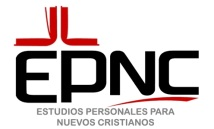 EPNC
ESTUDIOS PERSONALES PARA
NUEVOS CRISTIANOS